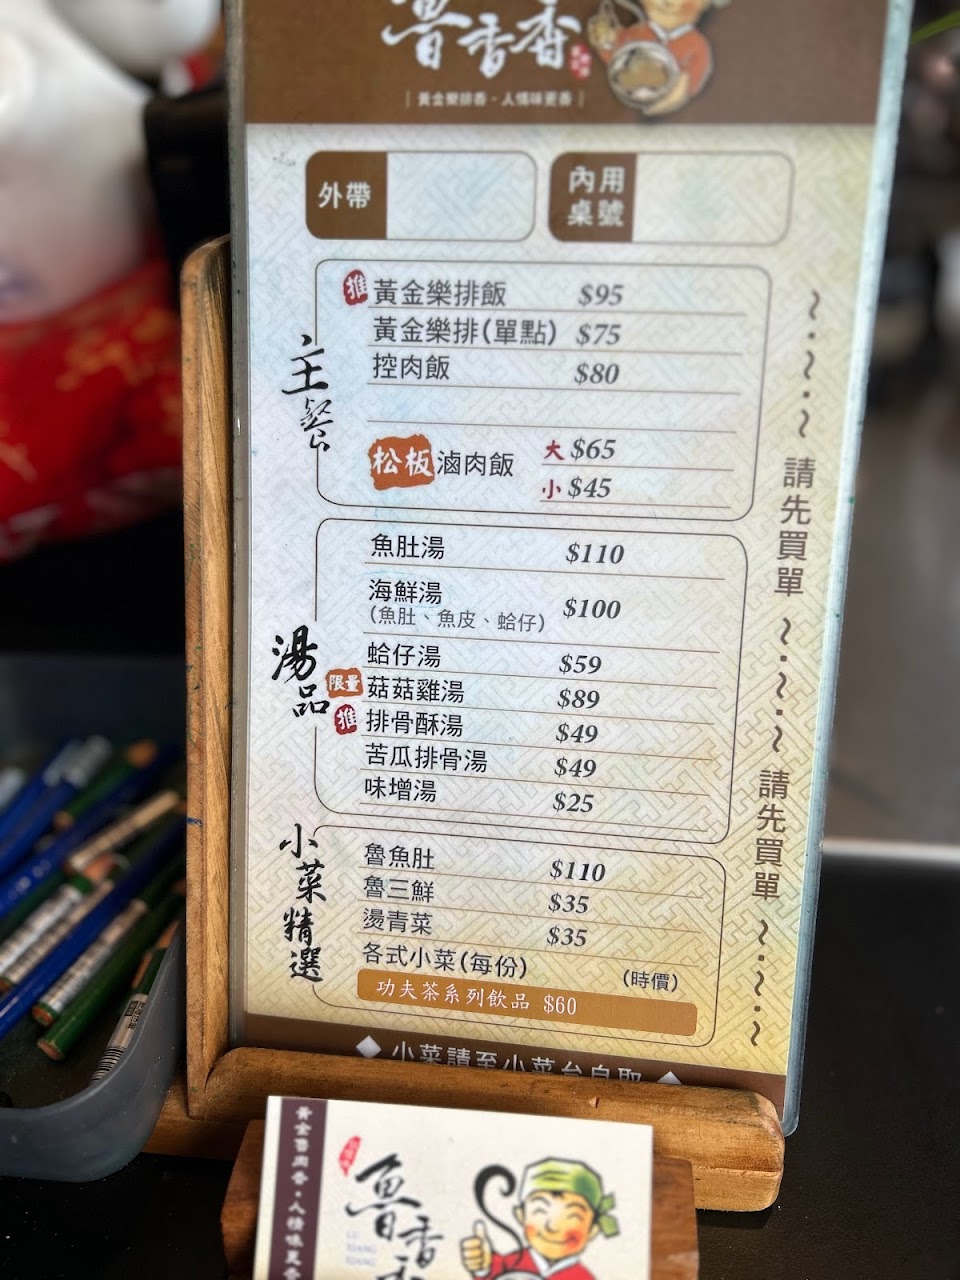 魯香香
黃金樂排香・人情味更香
外帶
內用
桌號
主餐
推 黃金樂排飯 $95
黃金樂排(單點) $75
控肉飯 $80
松板滷肉飯 大 $65
小 $45
湯品
魚肚湯 $110
海鮮湯 $100
(魚肚、魚皮、蛤仔)
蛤仔湯 $59
限量 菇菇雞湯 $89
推 排骨酥湯 $49
苦瓜排骨湯 $49
味增湯 $25
小菜精選
魯魚肚 $110
魯三鮮 $35
燙青菜 $35
各式小菜(每份) (時價)
功夫茶系列飲品 $60
請先買單
請先買單
◆ 小菜請至小菜台自取 ◆
魯香香
LU
XIANG
XIANG